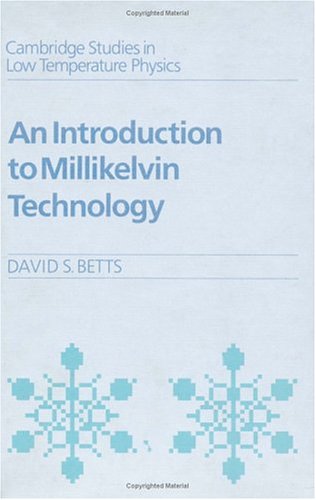 Copyrighted Material
Cambridge Studies in
Low Temperature Physics
An Introduction
to Millikelvin
Technology
DAVID S. BETTS
Copyrighted Material